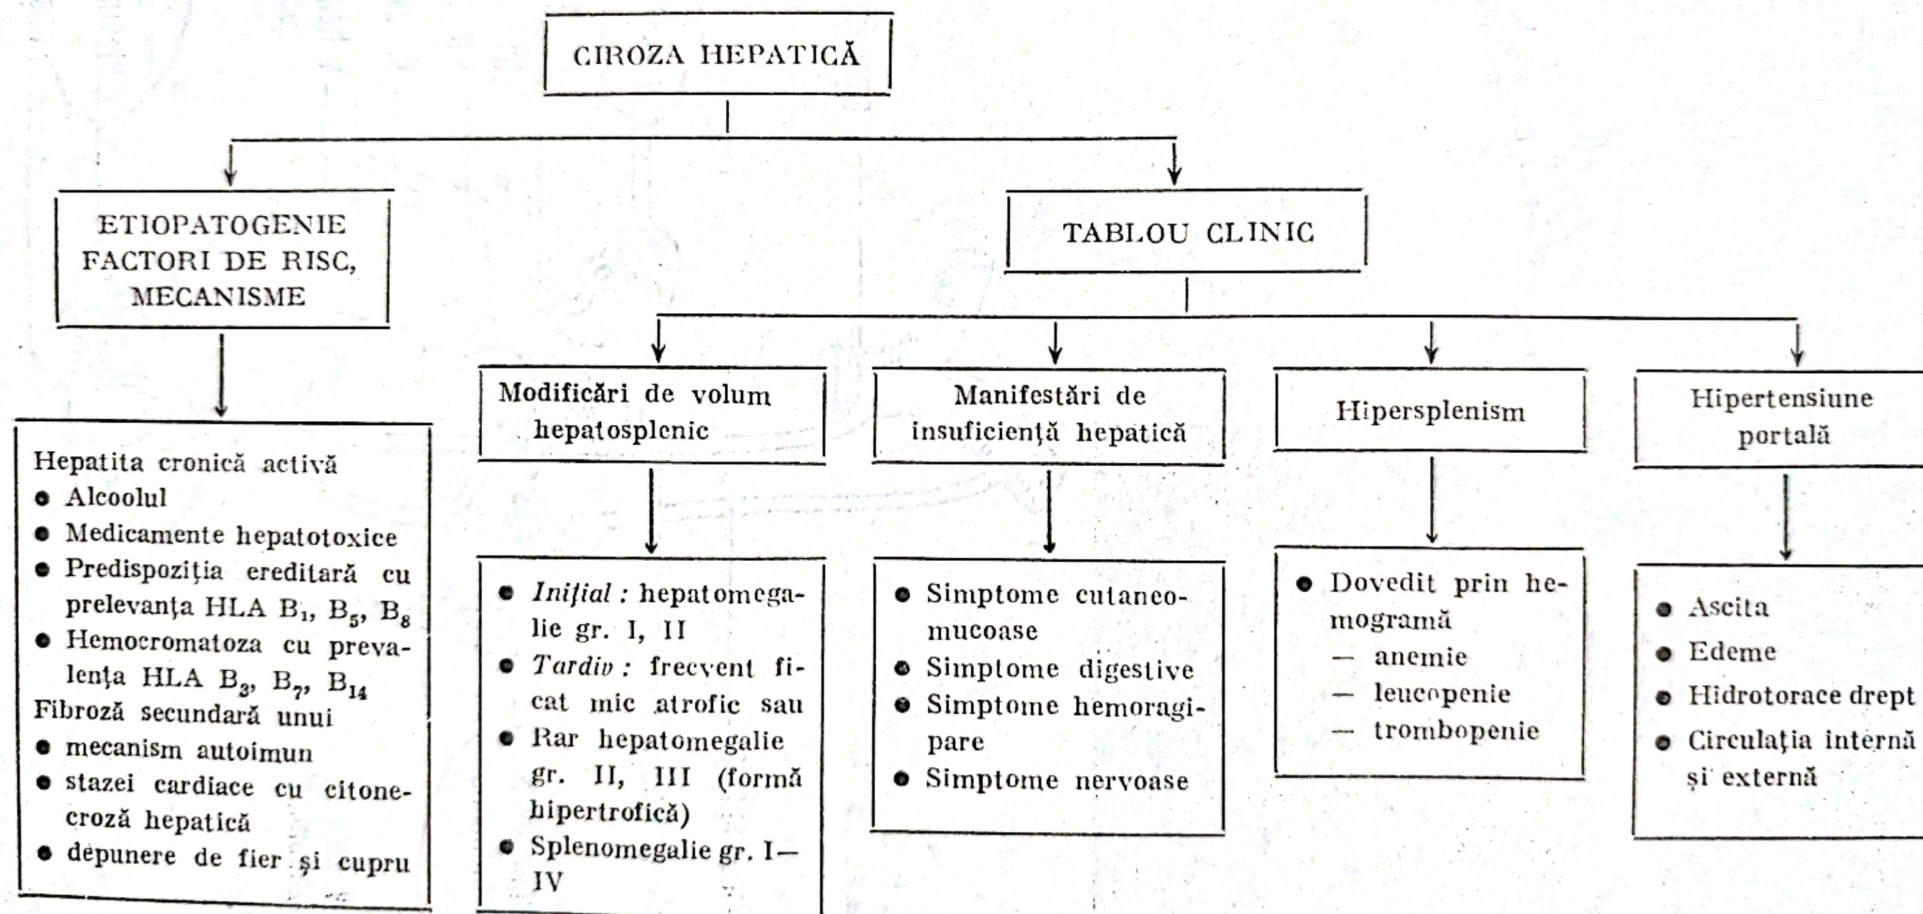 CIROZA HEPATICĂ
ETIOPATOGENIE
FACTORI DE RISC,
MECANISME
TABLOU CLINIC
Hepatita cronică activă
● Alcoolul
● Medicamente hepatotoxice
● Predispoziția ereditară cu
prelevanța HLA B₁, B₅, B₈
● Hemocromatoza cu preva-
lența HLA B₃, B₇, B₁₄
Fibroză secundară unui
● mecanism autoimun
● stazei cardiace cu citone-
croză hepatică
● depunere de fier și cupru
Modificări de volum
hepatosplenic
● Inițial : hepatomega-
lie gr. I, II
● Tardiv : frecvent fi-
cat mic atrofic sau
● Rar hepatomegalie
gr. II, III (formă
hipertrofică)
● Splenomegalie gr. I—
IV
Manifestări de
insuficiență hepatică
● Simptome cutaneo-
mucoase
● Simptome digestive
● Simptome hemoragi-
pare
● Simptome nervoase
Hipersplenism
● Dovedit prin he-
mogramă
— anemie
— leucopenie
— trombopenie
Hipertensiune
portală
● Ascita
● Edeme
● Hidrotorace drept
● Circulația internă
și externă